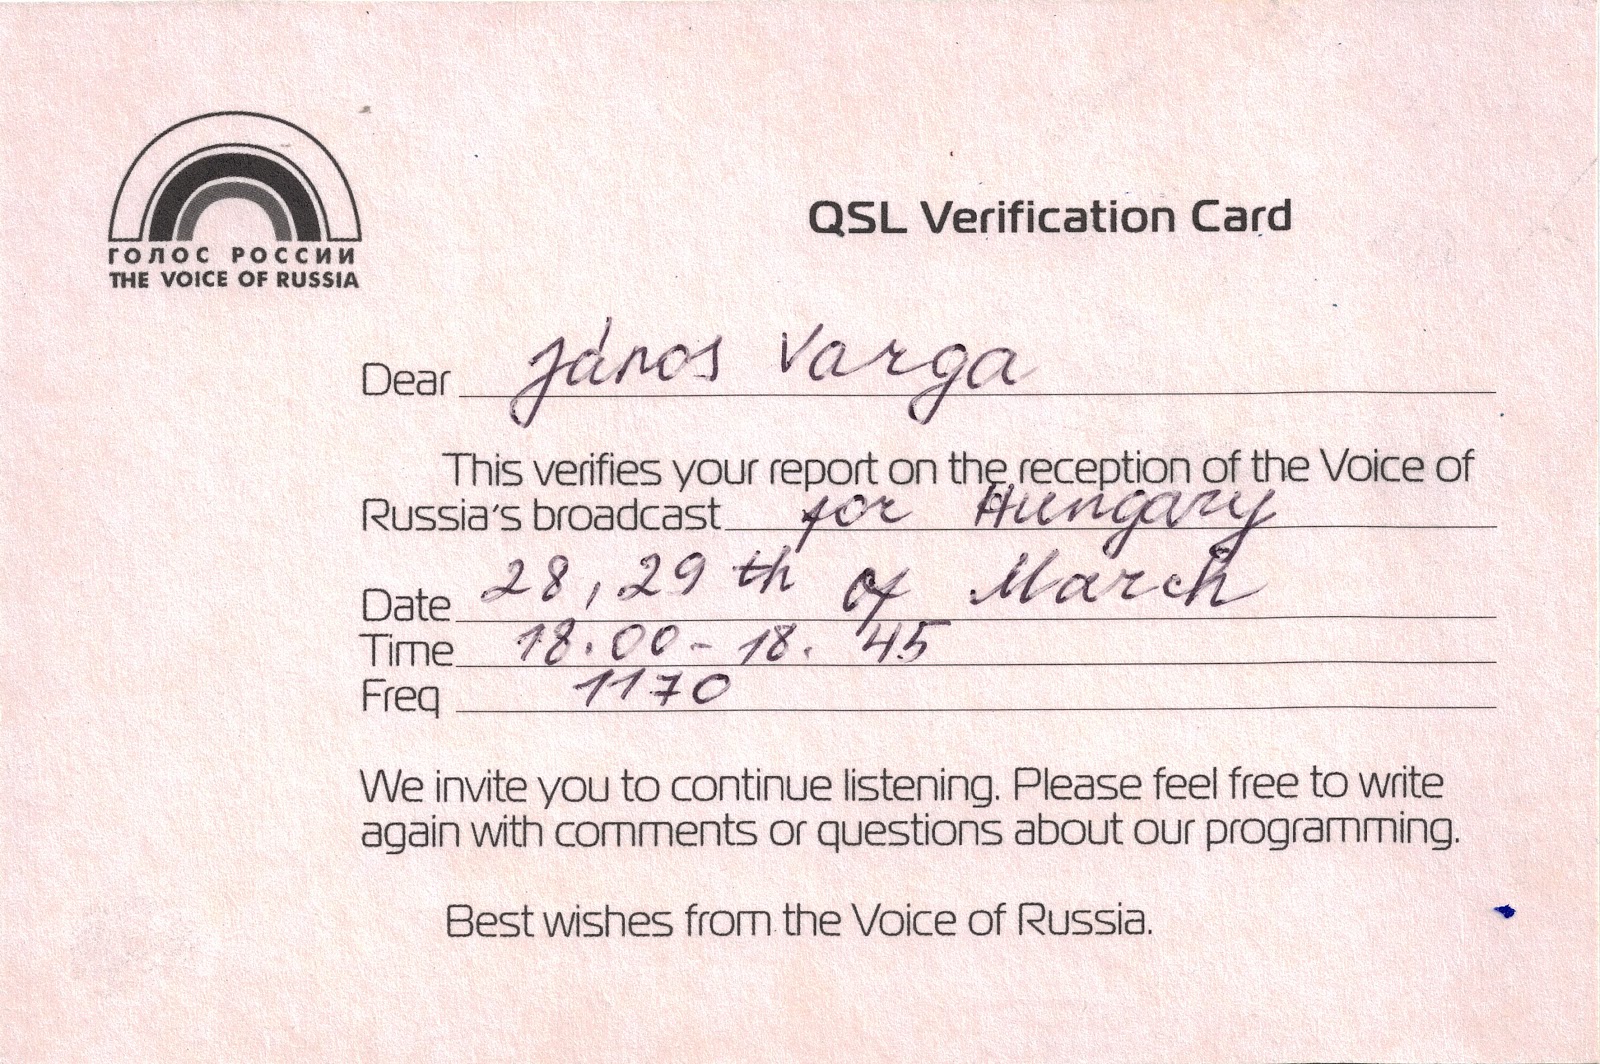 ГОЛОС РОССИИ
THE VOICE OF RUSSIA
QSL Verification Card
Dear János Varga
This verifies your report on the reception of the Voice of
Russia's broadcast for Hungary
Date 28, 29 th of March
Time 18.00 - 18. 45
Freq 1170
We invite you to continue listening. Please feel free to write
again with comments or questions about our programming.
Best wishes from the Voice of Russia.